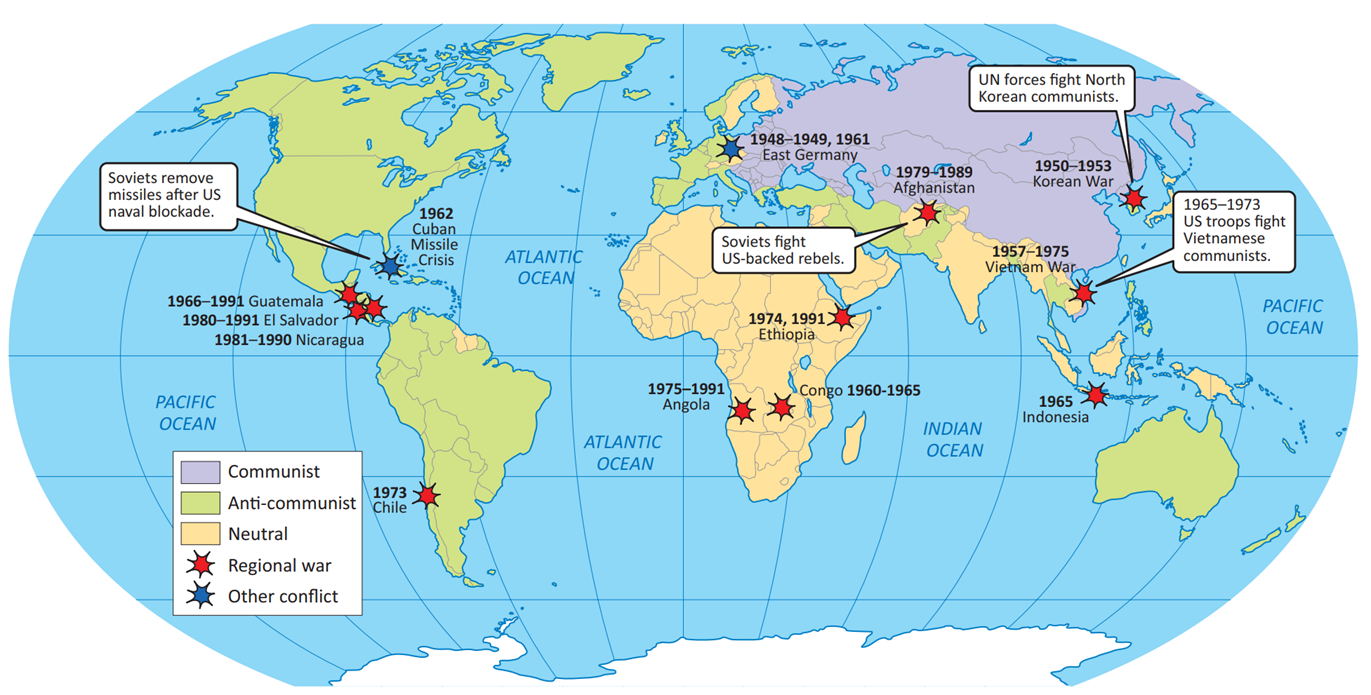 UN forces fight North
Korean communists.
1948–1949, 1961
East Germany
1950–1953
Korean War
1979–1989
Afghanistan
Soviets remove
missiles after US
naval blockade.
1962
Cuban
Missile
Crisis
1965–1973
US troops fight
Vietnamese
communists.
Soviets fight
US-backed rebels.
1957–1975
Vietnam War
ATLANTIC
OCEAN
1966–1991 Guatemala
1980–1991 El Salvador
1981–1990 Nicaragua
PACIFIC
OCEAN
1974, 1991
Ethiopia
1975–1991
Angola
Congo 1960-1965
1965
Indonesia
PACIFIC
OCEAN
ATLANTIC
OCEAN
INDIAN
OCEAN
1973
Chile
Communist
Anti-communist
Neutral
Regional war
Other conflict